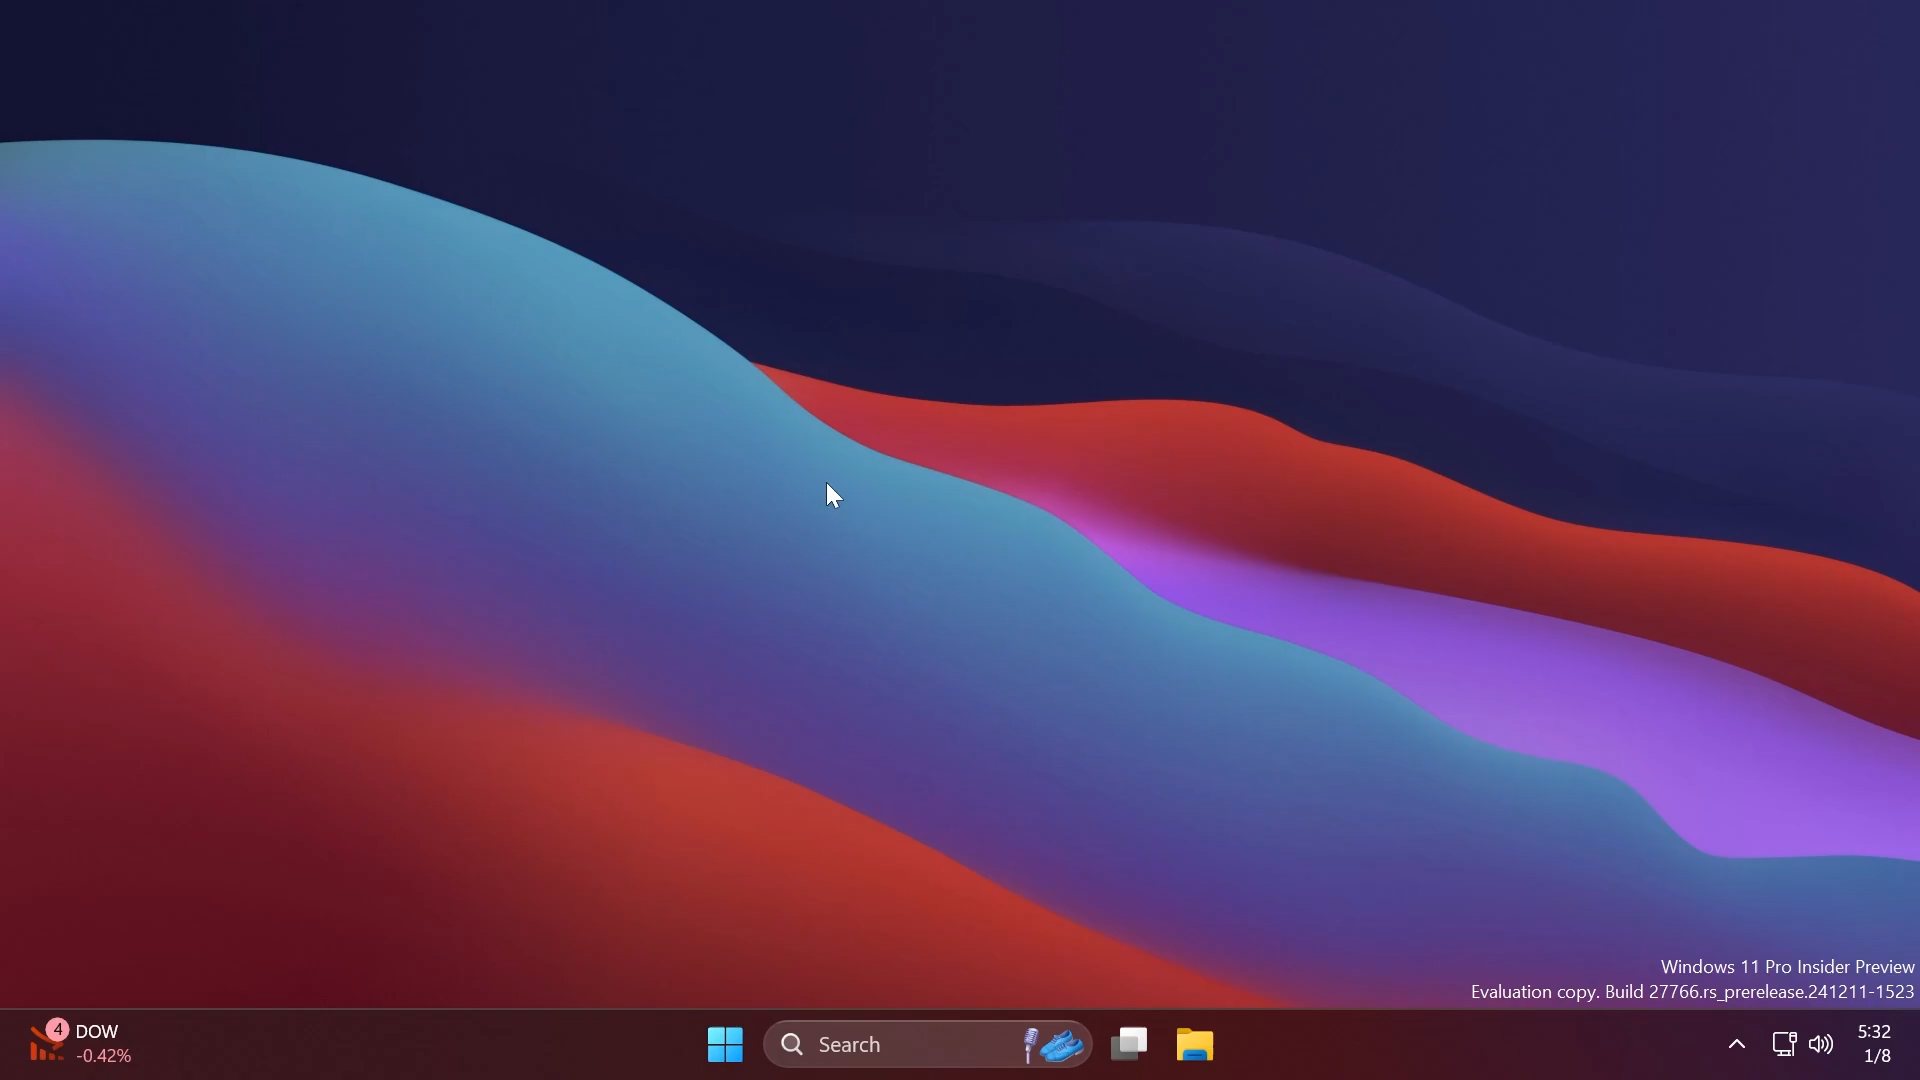 Windows 11 Pro Insider Preview
Evaluation copy. Build 27766.rs_prerelease.241211-1523
4
DOW
-0.42%
Search
5:32
1/8